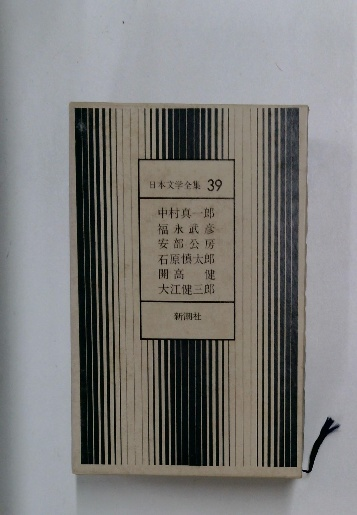 日本文学全集 39
中村真一郎
福永武彦
安部公房
石原慎太郎
開高 健
大江健三郎
新潮社